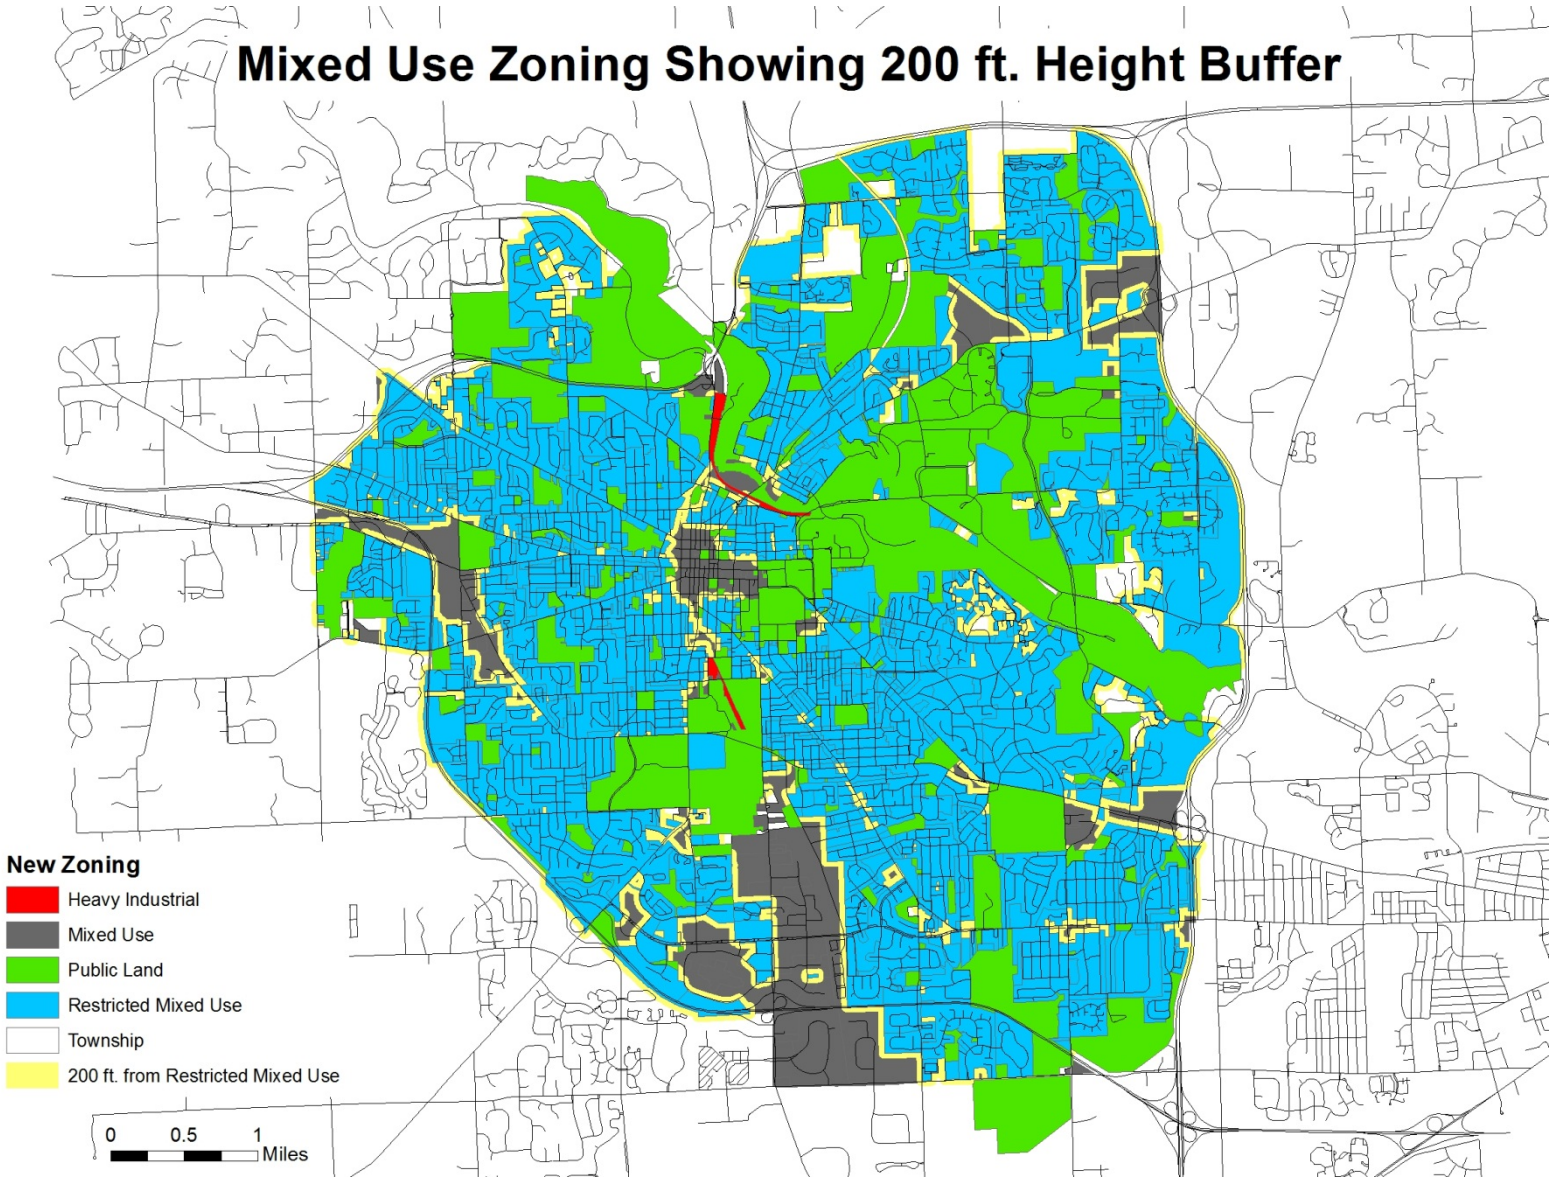 Mixed Use Zoning Showing 200 ft. Height Buffer
New Zoning
Heavy Industrial
Mixed Use
Public Land
Restricted Mixed Use
Township
200 ft. from Restricted Mixed Use
0 0.5 1
Miles